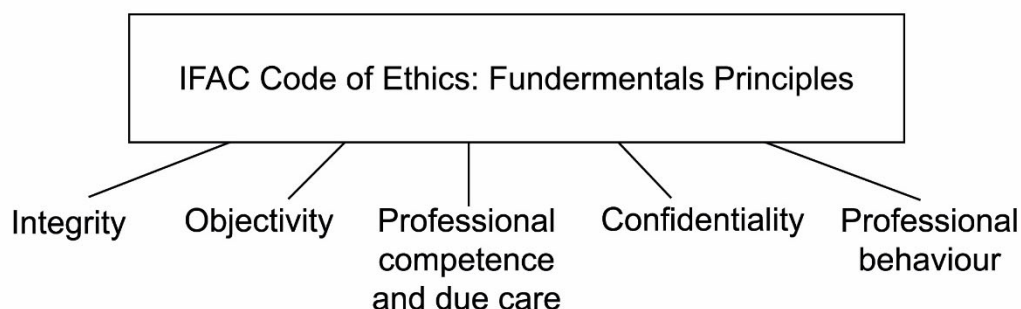 IFAC Code of Ethics: Fundermentals Principles
Integrity
Objectivity
Professional
competence
and due care
Confidentiality
Professional
behaviour